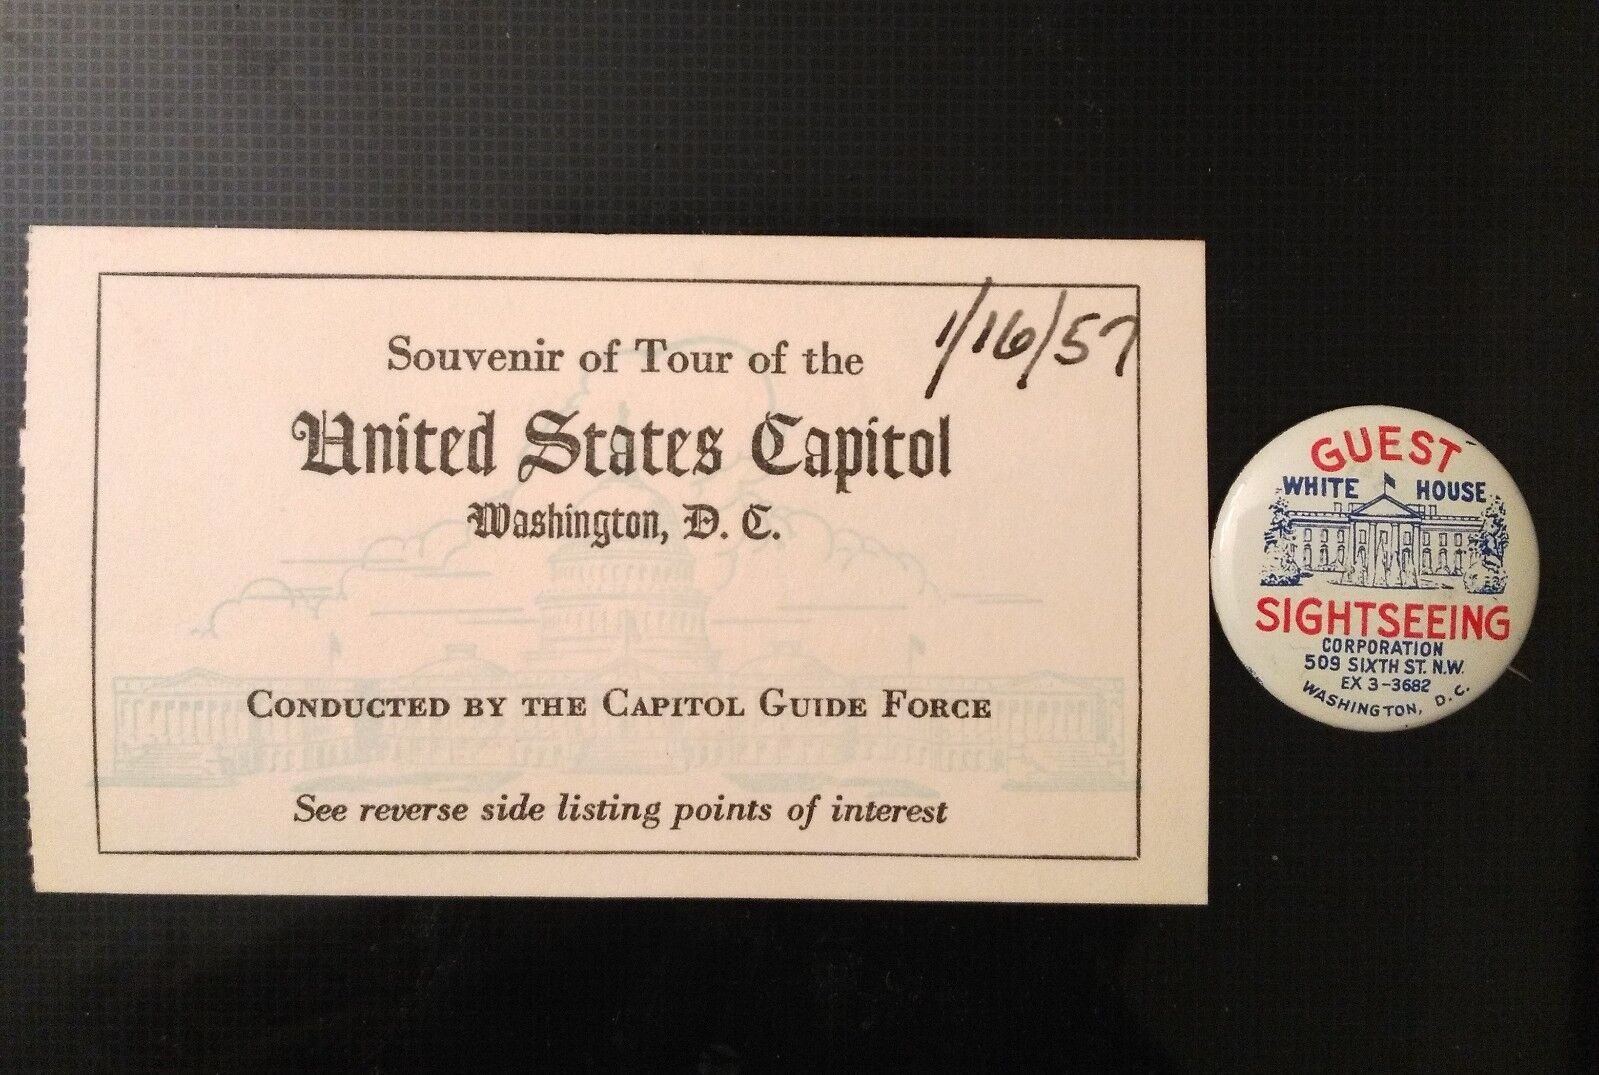 1/16/57
Souvenir of Tour of the
United States Capitol
Washington, D. C.
CONDUCTED BY THE CAPITOL GUIDE FORCE
See reverse side listing points of interest
GUEST
WHITE HOUSE
SIGHTSEEING
CORPORATION
509 SIXTH ST. N.W.
EX 3-3682
WASHINGTON, D.C.